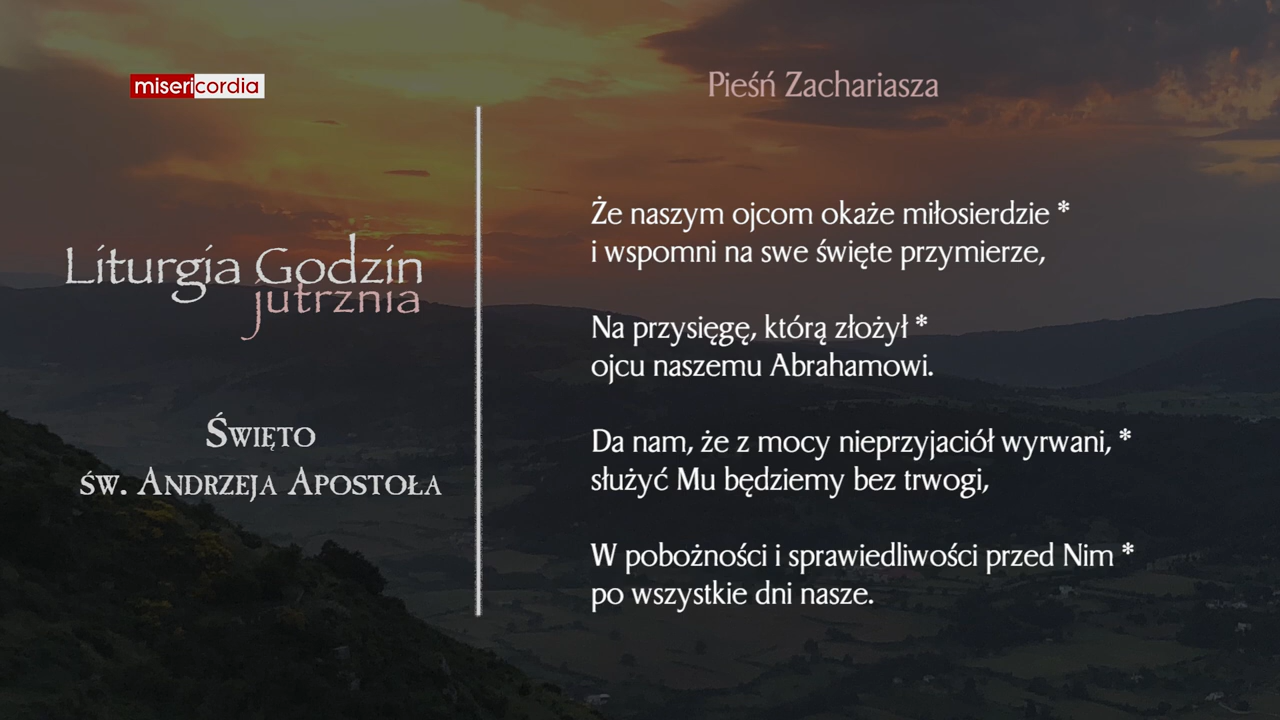 misericordia
Liturgia Godzin
jutrznia
Święto
św. Andrzeja Apostoła
Pieśń Zachariasza
Że naszym ojcom okaże miłosierdzie *
i wspomni na swe święte przymierze,
Na przysięgę, którą złożył *
ojcu naszemu Abrahamowi.
Da nam, że z mocy nieprzyjaciół wyrwani, *
służyć Mu będziemy bez trwogi,
W pobożności i sprawiedliwości przed Nim *
po wszystkie dni nasze.